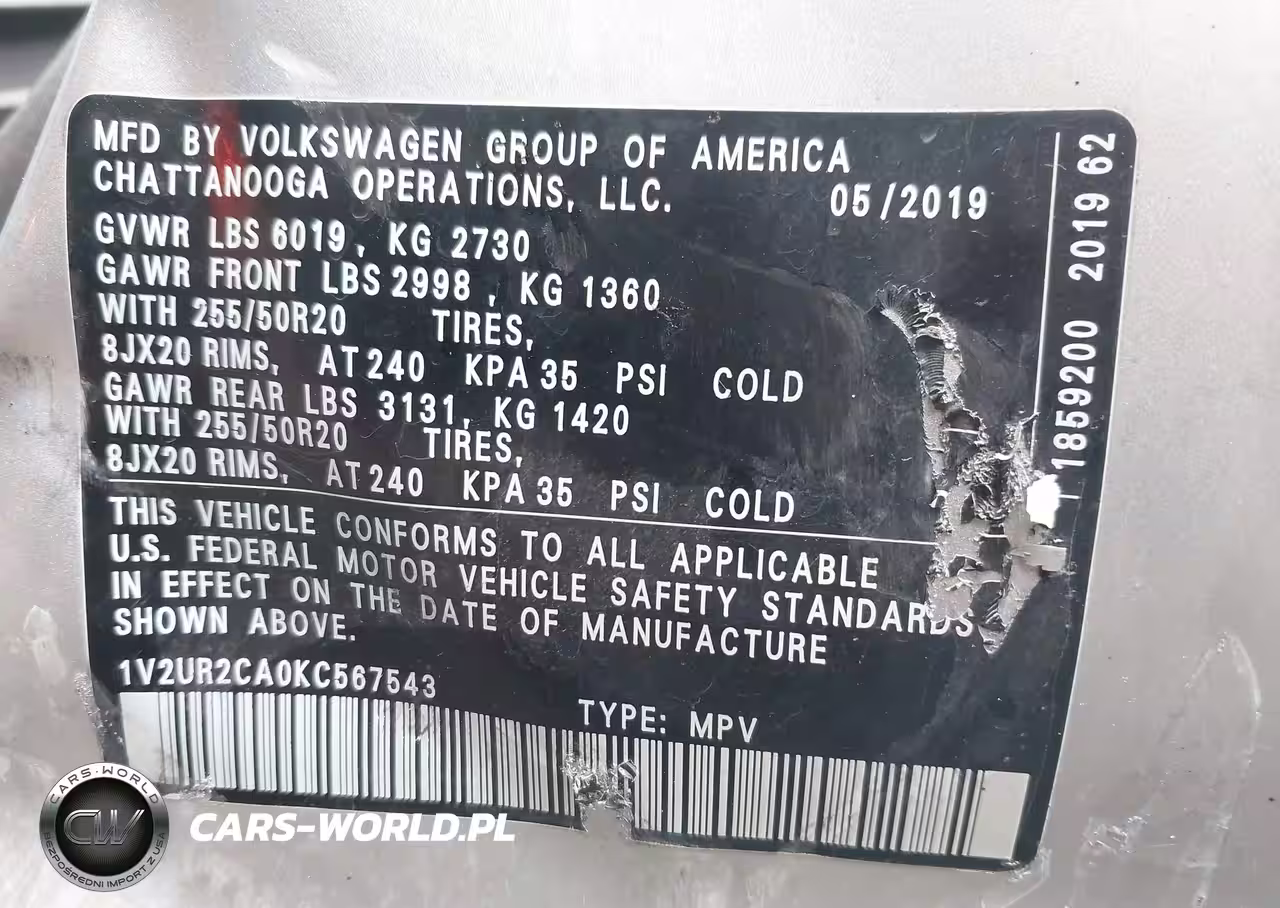 MFD BY VOLKSWAGEN GROUP OF AMERICA
CHATTANOOGA OPERATIONS, LLC. 05/2019
GVWR LBS 6019, KG 2730
GAWR FRONT LBS 2998, KG 1360
WITH 255/50R20 TIRES,
8JX20 RIMS, AT 240 KPA 35 PSI COLD
GAWR REAR LBS 3131, KG 1420
WITH 255/50R20 TIRES,
8JX20 RIMS, AT 240 KPA 35 PSI COLD
THIS VEHICLE CONFORMS TO ALL APPLICABLE
U.S. FEDERAL MOTOR VEHICLE SAFETY STANDARDS
IN EFFECT ON THE DATE OF MANUFACTURE
SHOWN ABOVE.
1V2UR2CA0KC567543
TYPE: MPV
1859200 2019 62
CARS-WORLD
CW
BEZPOŚREDNI IMPORT Z USA
CARS-WORLD.PL